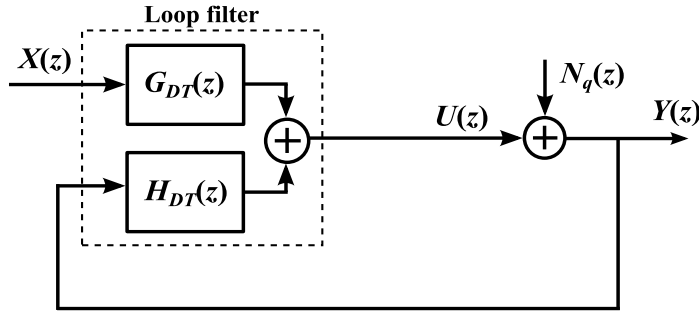 Loop filter
X(z)
G_DT(z)
N_q(z)
U(z)
Y(z)
H_DT(z)